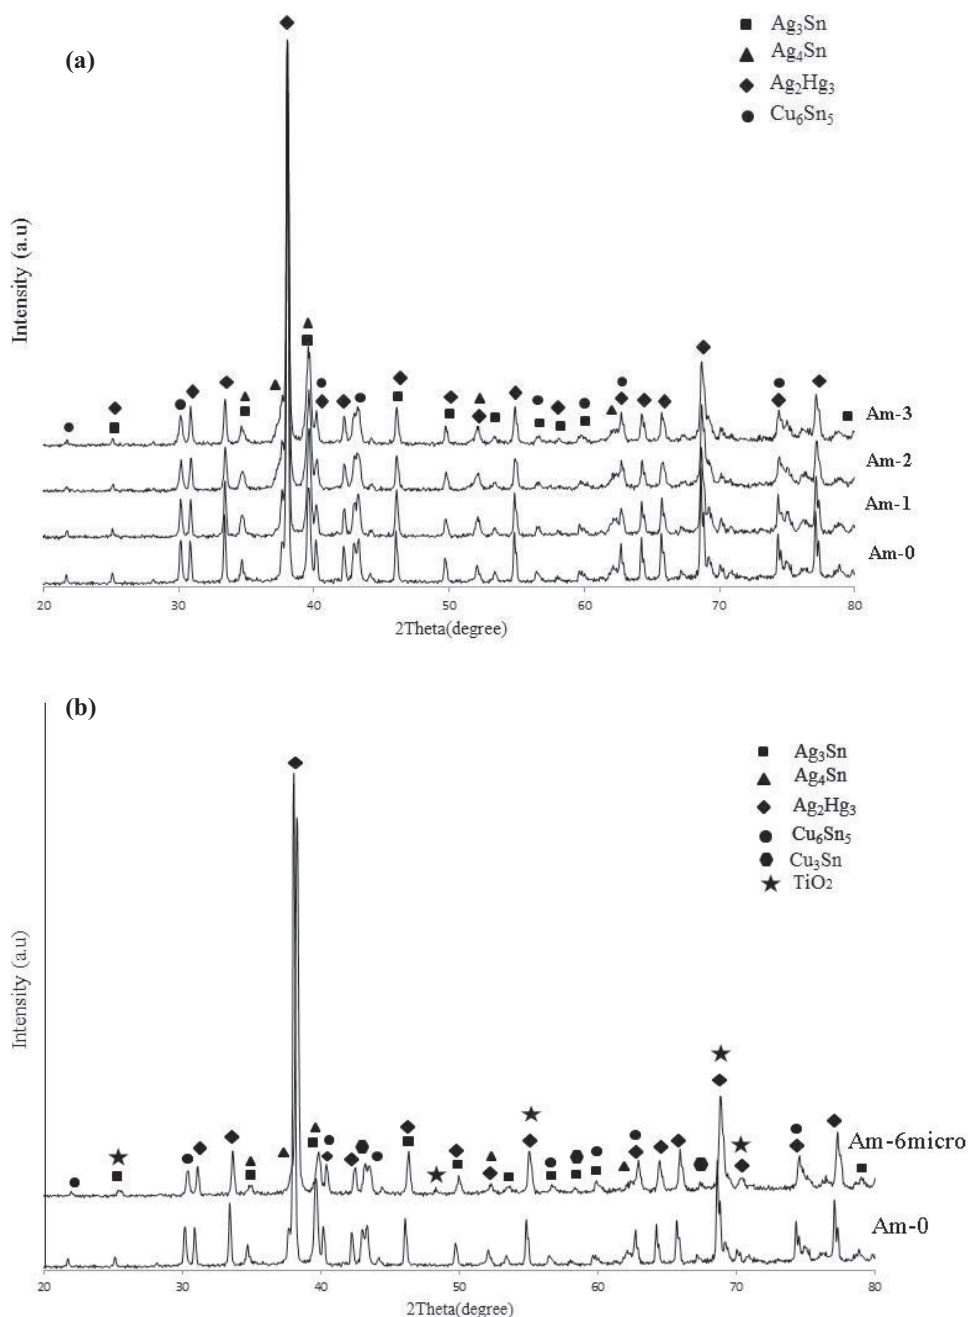 (a)
Ag3Sn
Ag4Sn
Ag2Hg3
Cu6Sn5
Intensity (a.u)
Am-3
Am-2
Am-1
Am-0
20 30 40 50 60 70 80
2Theta(degree)
(b)
Ag3Sn
Ag4Sn
Ag2Hg3
Cu6Sn5
Cu3Sn
TiO2
Intensity (a.u)
Am-6micro
Am-0
20 30 40 50 60 70 80
2Theta(degree)